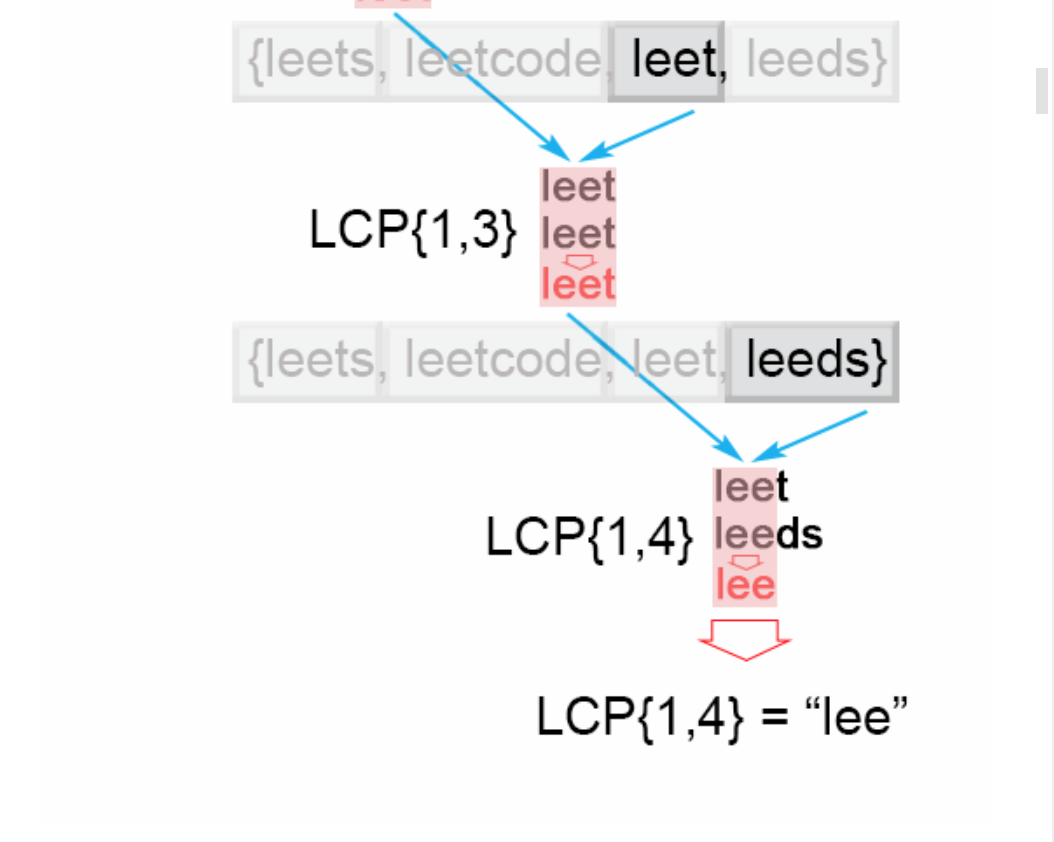 {leets, leetcode, leet, leeds}
leet
LCP{1,3} leet
leet
{leets, leetcode, leet, leeds}
leet
LCP{1,4} leeds
lee
LCP{1,4} = “lee”